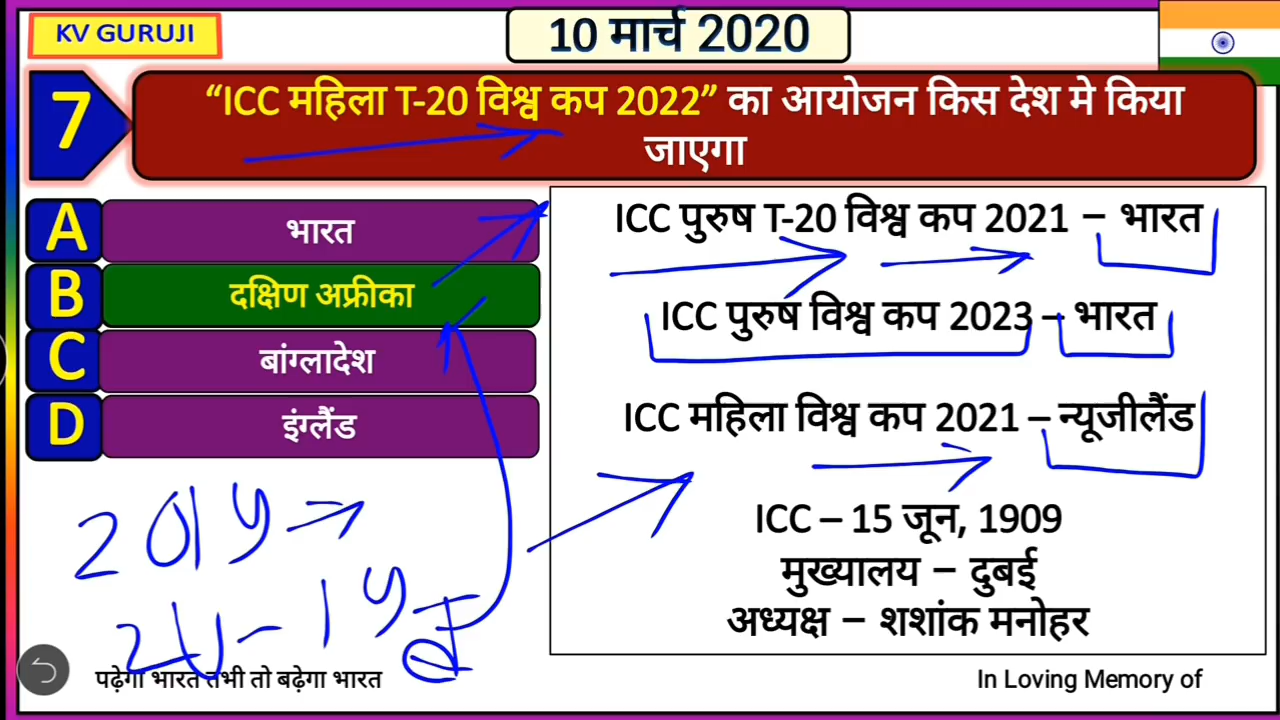 KV GURUJI
10 मार्च 2020
7
“ICC महिला T-20 विश्व कप 2022” का आयोजन किस देश मे किया
जाएगा
A भारत
B दक्षिण अफ्रीका
C बांग्लादेश
D इंग्लैंड
ICC पुरुष T-20 विश्व कप 2021 – भारत
ICC पुरुष विश्व कप 2023 – भारत
ICC महिला विश्व कप 2021 – न्यूजीलैंड
ICC – 15 जून, 1909
मुख्यालय – दुबई
अध्यक्ष – शशांक मनोहर
पढ़ेगा भारत तभी तो बढ़ेगा भारत
In Loving Memory of